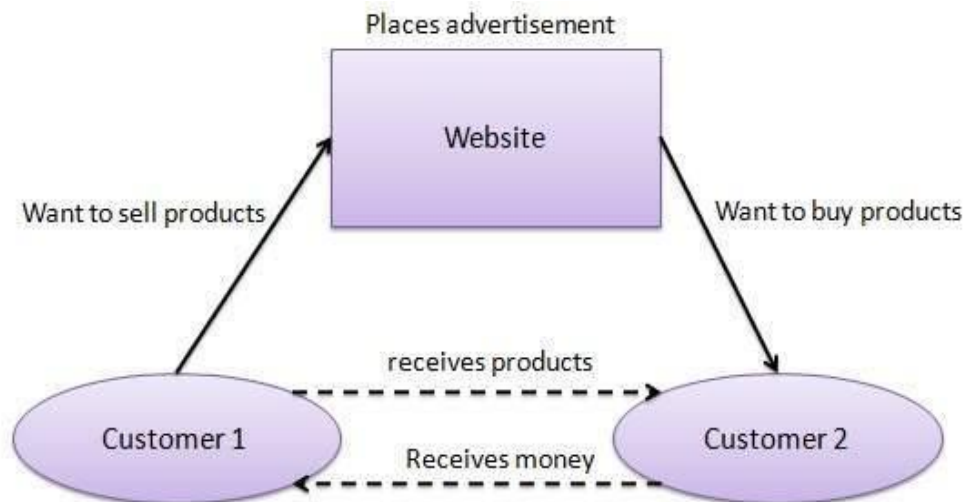 Places advertisement
Website
Want to sell products
Want to buy products
receives products
Customer 1
Customer 2
Receives money